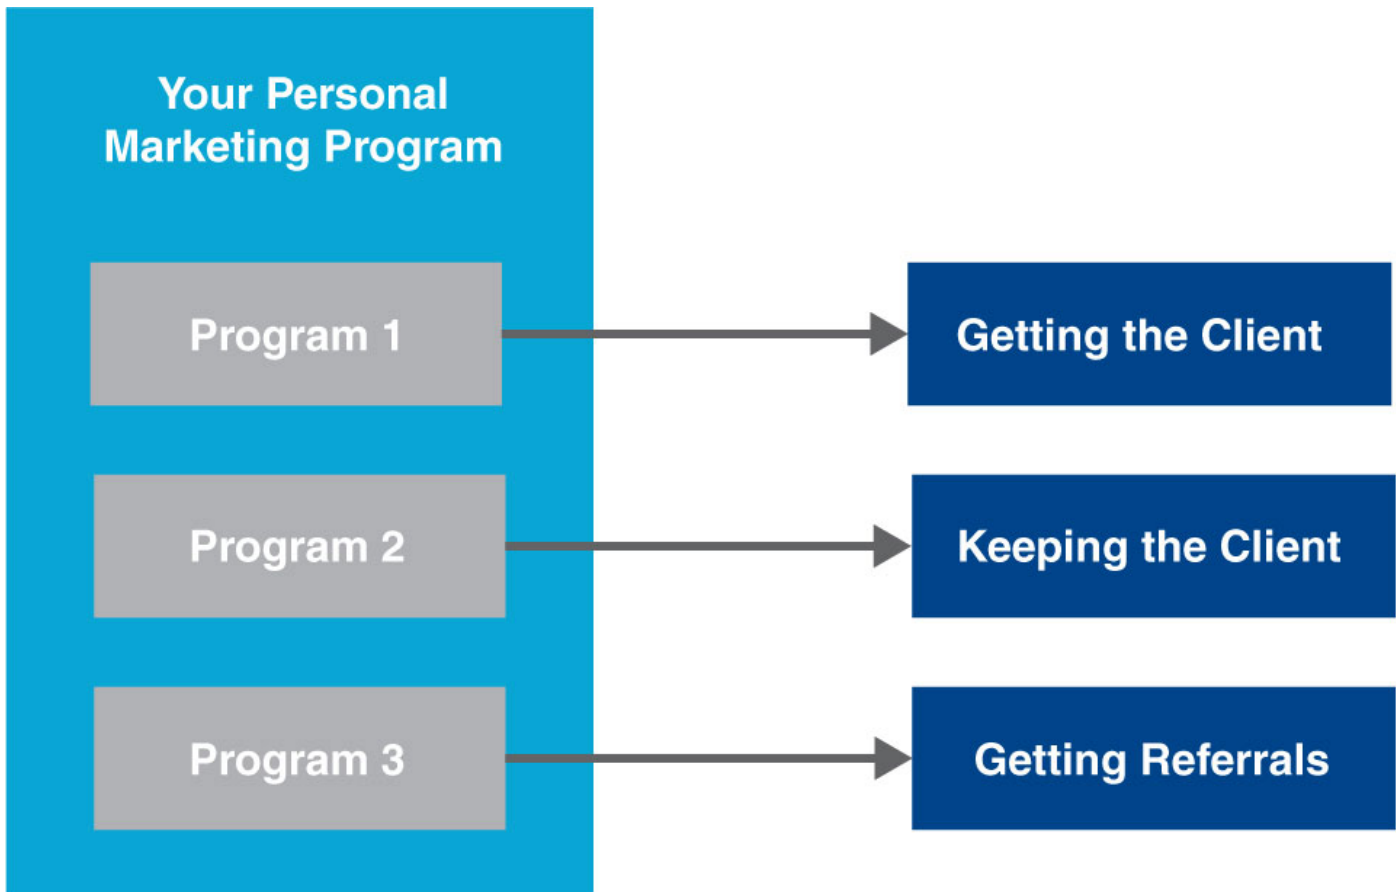 Your Personal
Marketing Program
Program 1
Getting the Client
Program 2
Keeping the Client
Program 3
Getting Referrals